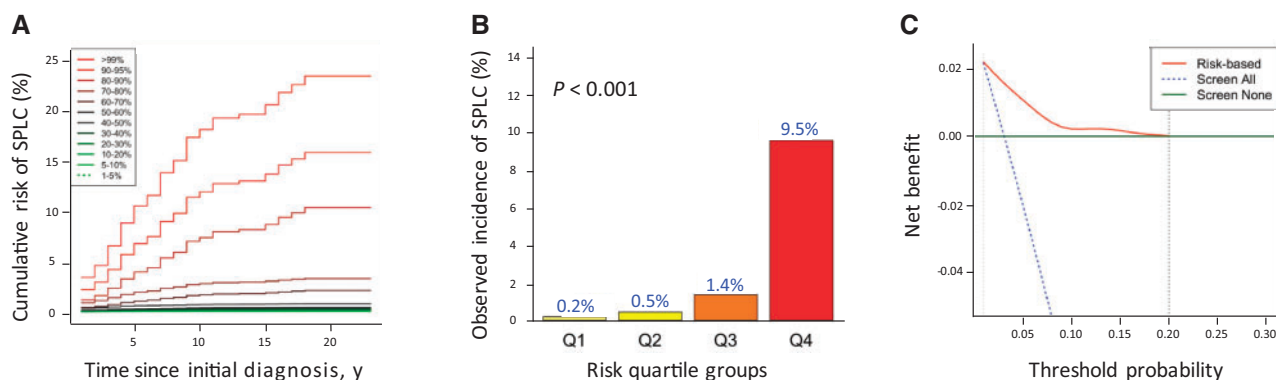 A
Cumulative risk of SPLC (%)
25
20
15
10
5
0
>99%
90-95%
80-90%
70-80%
60-70%
50-60%
40-50%
30-40%
20-30%
10-20%
5-10%
1-5%
5
10
15
20
Time since initial diagnosis, y
B
Observed incidence of SPLC (%)
14
12
10
8
6
4
2
0
P < 0.001
0.2%
0.5%
1.4%
9.5%
Q1
Q2
Q3
Q4
Risk quartile groups
C
Net benefit
0.02
0.00
-0.02
-0.04
Risk-based
Screen All
Screen None
0.05
0.10
0.15
0.20
0.25
0.30
Threshold probability